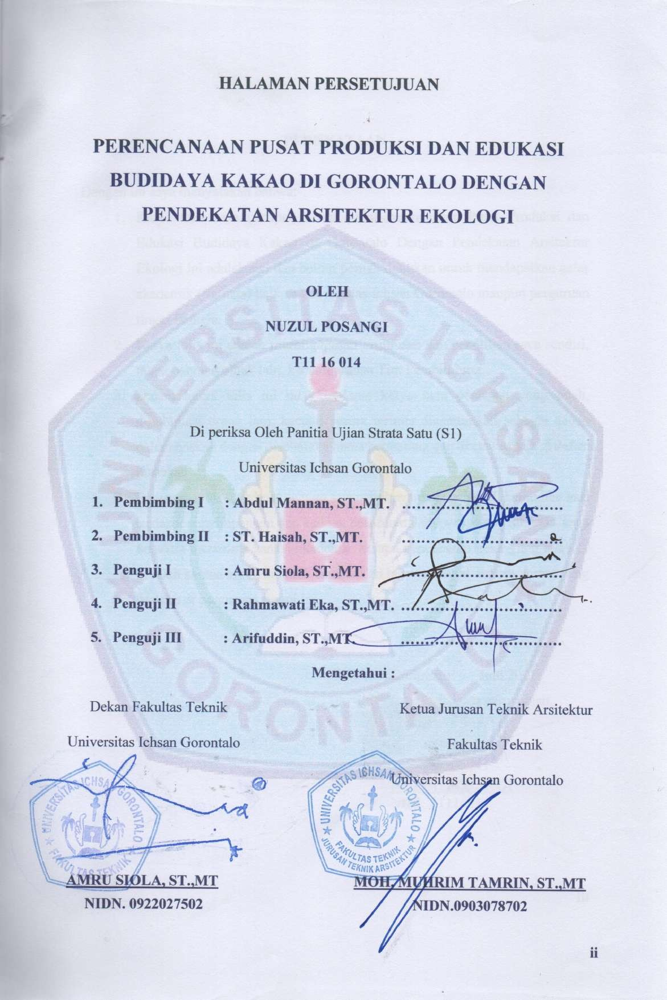 HALAMAN PERSETUJUAN
PERENCANAAN PUSAT PRODUKSI DAN EDUKASI
BUDIDAYA KAKAO DI GORONTALO DENGAN
PENDEKATAN ARSITEKTUR EKOLOGI
OLEH
NUZUL POSANGI
T11 16 014
Di periksa Oleh Panitia Ujian Strata Satu (S1)
Universitas Ichsan Gorontalo
1. Pembimbing I : Abdul Mannan, ST.,MT. ..................................
2. Pembimbing II : ST. Haisah, ST.,MT. ..................................
3. Penguji I : Amru Siola, ST.,MT. ..................................
4. Penguji II : Rahmawati Eka, ST.,MT. ..................................
5. Penguji III : Arifuddin, ST.,MT. ..................................
Mengetahui :
Dekan Fakultas Teknik
Universitas Ichsan Gorontalo
UNIVERSITAS ICHSAN GORONTALO
FAKULTAS TEKNIK
AMRU SIOLA, ST.,MT
NIDN. 0922027502
Ketua Jurusan Teknik Arsitektur
Fakultas Teknik
Universitas Ichsan Gorontalo
UNIVERSITAS ICHSAN GORONTALO
FAKULTAS TEKNIK
JURUSAN TEKNIK ARSITEKTUR
MOH. MUHRIM TAMRIN, ST.,MT
NIDN.0903078702
ii
UNIVERSITAS ICHSAN
GORONTALO